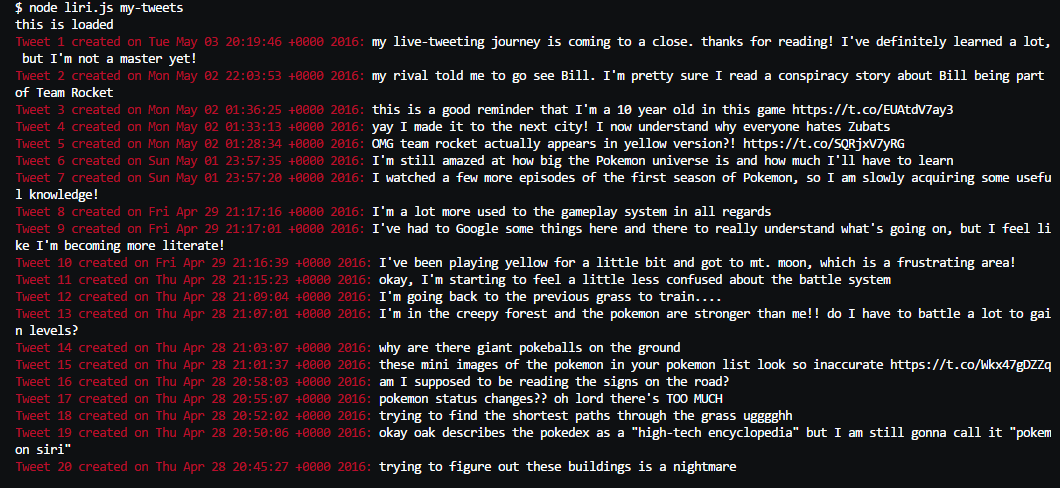 $ node liri.js my-tweets
this is loaded
Tweet 1 created on Tue May 03 20:19:46 +0000 2016: my live-tweeting journey is coming to a close. thanks for reading! I've definitely learned a lot,
but I'm not a master yet!
Tweet 2 created on Mon May 02 22:03:53 +0000 2016: my rival told me to go see Bill. I'm pretty sure I read a conspiracy story about Bill being part
of Team Rocket
Tweet 3 created on Mon May 02 01:36:25 +0000 2016: this is a good reminder that I'm a 10 year old in this game https://t.co/EUAtdV7ay3
Tweet 4 created on Mon May 02 01:33:13 +0000 2016: yay I made it to the next city! I now understand why everyone hates Zubats
Tweet 5 created on Mon May 02 01:28:34 +0000 2016: OMG team rocket actually appears in yellow version?! https://t.co/SQRjxV7yRG
Tweet 6 created on Sun May 01 23:57:35 +0000 2016: I'm still amazed at how big the Pokemon universe is and how much I'll have to learn
Tweet 7 created on Sun May 01 23:57:20 +0000 2016: I watched a few more episodes of the first season of Pokemon, so I am slowly acquiring some usefu
l knowledge!
Tweet 8 created on Fri Apr 29 21:17:16 +0000 2016: I'm a lot more used to the gameplay system in all regards
Tweet 9 created on Fri Apr 29 21:17:01 +0000 2016: I've had to Google some things here and there to really understand what's going on, but I feel li
ke I'm becoming more literate!
Tweet 10 created on Fri Apr 29 21:16:39 +0000 2016: I've been playing yellow for a little bit and got to mt. moon, which is a frustrating area!
Tweet 11 created on Thu Apr 28 21:15:23 +0000 2016: okay, I'm starting to feel a little less confused about the battle system
Tweet 12 created on Thu Apr 28 21:09:04 +0000 2016: I'm going back to the previous grass to train....
Tweet 13 created on Thu Apr 28 21:07:01 +0000 2016: I'm in the creepy forest and the pokemon are stronger than me!! do I have to battle a lot to gai
n levels?
Tweet 14 created on Thu Apr 28 21:03:07 +0000 2016: why are there giant pokeballs on the ground
Tweet 15 created on Thu Apr 28 21:01:37 +0000 2016: these mini images of the pokemon in your pokemon list look so inaccurate https://t.co/Wkx47gDZZq
Tweet 16 created on Thu Apr 28 20:58:03 +0000 2016: am I supposed to be reading the signs on the road?
Tweet 17 created on Thu Apr 28 20:55:07 +0000 2016: pokemon status changes?? oh lord there's TOO MUCH
Tweet 18 created on Thu Apr 28 20:52:02 +0000 2016: trying to find the shortest paths through the grass ugggghh
Tweet 19 created on Thu Apr 28 20:50:06 +0000 2016: okay oak describes the pokedex as a "high-tech encyclopedia" but I am still gonna call it "pokem
on siri"
Tweet 20 created on Thu Apr 28 20:45:27 +0000 2016: trying to figure out these buildings is a nightmare